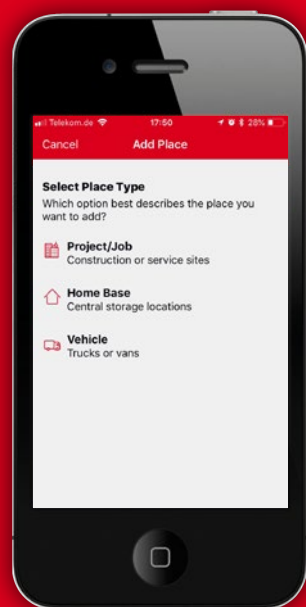 Telekom.de 17:50 28%
Cancel Add Place
Select Place Type
Which option best describes the place you
want to add?
Project/Job
Construction or service sites
Home Base
Central storage locations
Vehicle
Trucks or vans